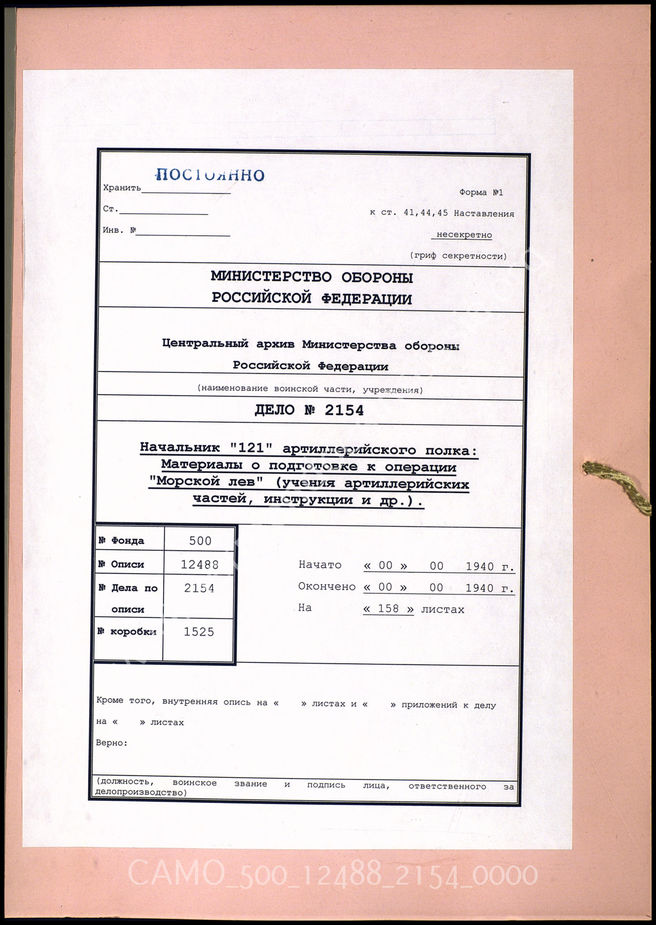 ПОСТОЯННО
Хранить
Форма №1
Ст.
к ст. 41,44,45 Наставления
Инв. №
несекретно
(гриф секретности)
МИНИСТЕРСТВО ОБОРОНЫ
РОССИЙСКОЙ ФЕДЕРАЦИИ
Центральный архив Министерства обороны
Российской Федерации
(наименование воинской части, учреждения)
ДЕЛО № 2154
Начальник "121" артиллерийского полка:
Материалы о подготовке к операции
"Морской лев" (учения артиллерийских
частей, инструкции и др.).
№ Фонда 500
№ Описи 12488
№ Дела по 2154
описи
№ коробки 1525
Начато « 00 » 00 1940 г.
Окончено « 00 » 00 1940 г.
На « 158 » листах
Кроме того, внутренняя опись на « » листах и « » приложений к делу
на « » листах
Верно:
(должность, воинское звание и подпись лица, ответственного за
делопроизводство)
CAMO_500_12488_2154_0000